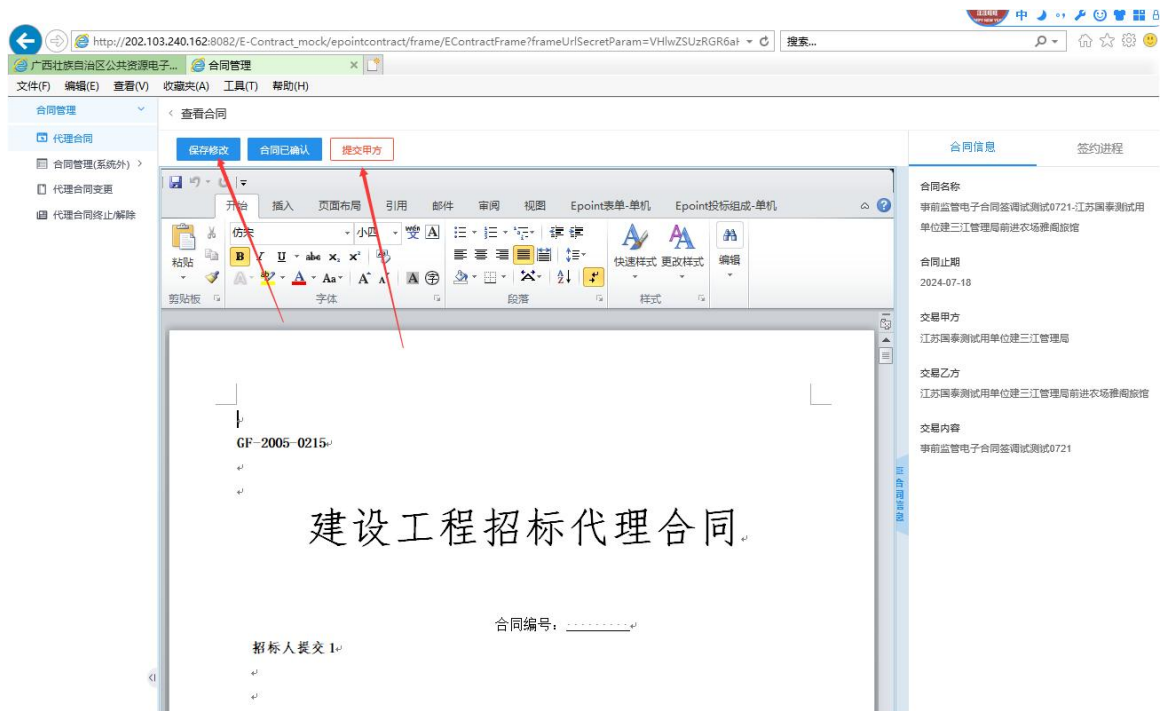 中
http://202.103.240.162:8082/E-Contract_mock/epointcontract/frame/EContractFrame?frameUrlSecretParam=VHlwZSUzRGR6aH
搜索...
广西壮族自治区公共资源电子...
合同管理
文件(F) 编辑(E) 查看(V) 收藏夹(A) 工具(T) 帮助(H)
合同管理
代理合同
合同管理(系统外)
代理合同变更
代理合同终止/解除
查看合同
保存修改 合同已确认 提交甲方
开始 插入 页面布局 引用 邮件 审阅 视图 Epoint表单-单机 Epoint投标组成-单机
仿宋 小四
粘贴
快速样式 更改样式 编辑
剪贴板 字体 段落 样式
GF-2005-0215
建设工程招标代理合同
合同编号：
招标人提交 1
合同信息
合同信息 签约进程
合同名称
事前监管电子合同签调试测试0721-江苏国泰测试用
单位建三江管理局前进农场雅阁旅馆
合同止期
2024-07-18
交易甲方
江苏国泰测试用单位建三江管理局
交易乙方
江苏国泰测试用单位建三江管理局前进农场雅阁旅馆
交易内容
事前监管电子合同签调试测试0721